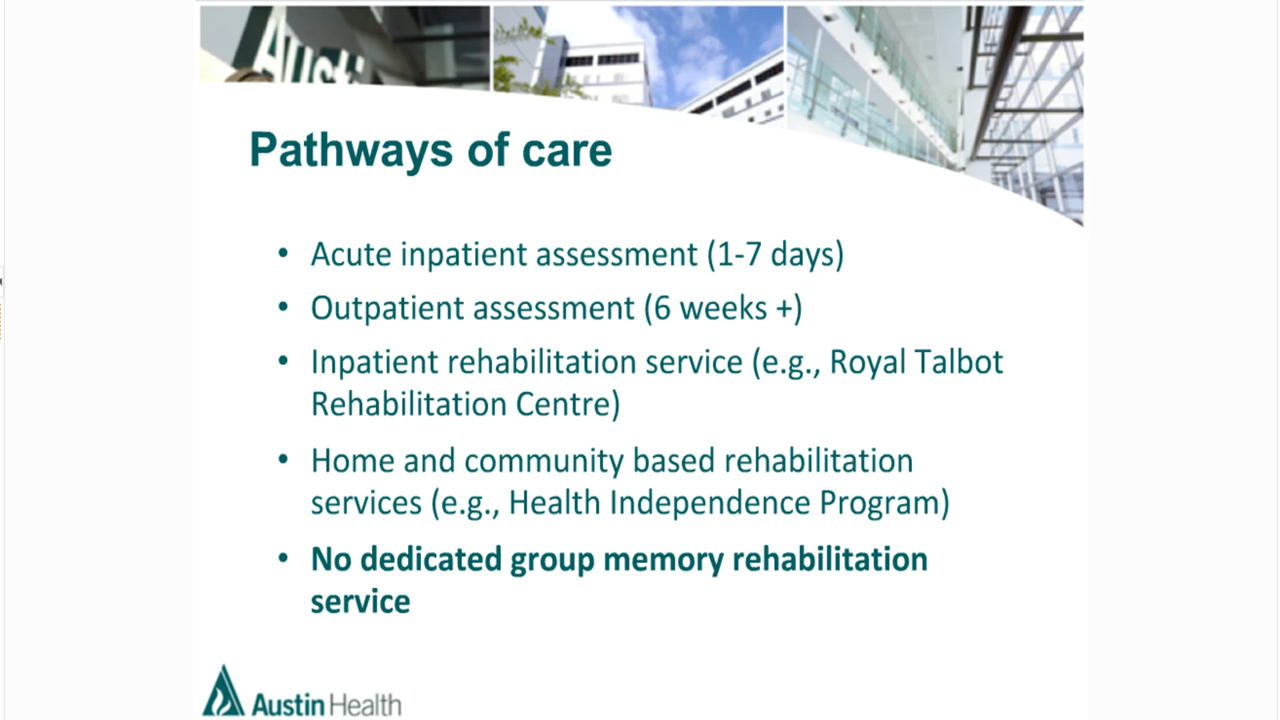 Austi
Pathways of care
• Acute inpatient assessment (1-7 days)
• Outpatient assessment (6 weeks +)
• Inpatient rehabilitation service (e.g., Royal Talbot
Rehabilitation Centre)
• Home and community based rehabilitation
services (e.g., Health Independence Program)
• No dedicated group memory rehabilitation
service
Austin Health